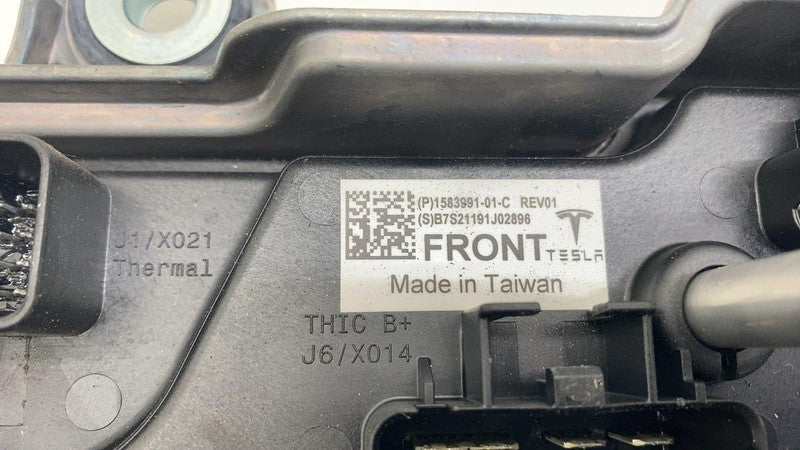 (P)1583991-01-C REV01
(S)B7S21191J02896
FRONT TESLA
Made in Taiwan
J1/X021
Thermal
THIC B+
J6/X014